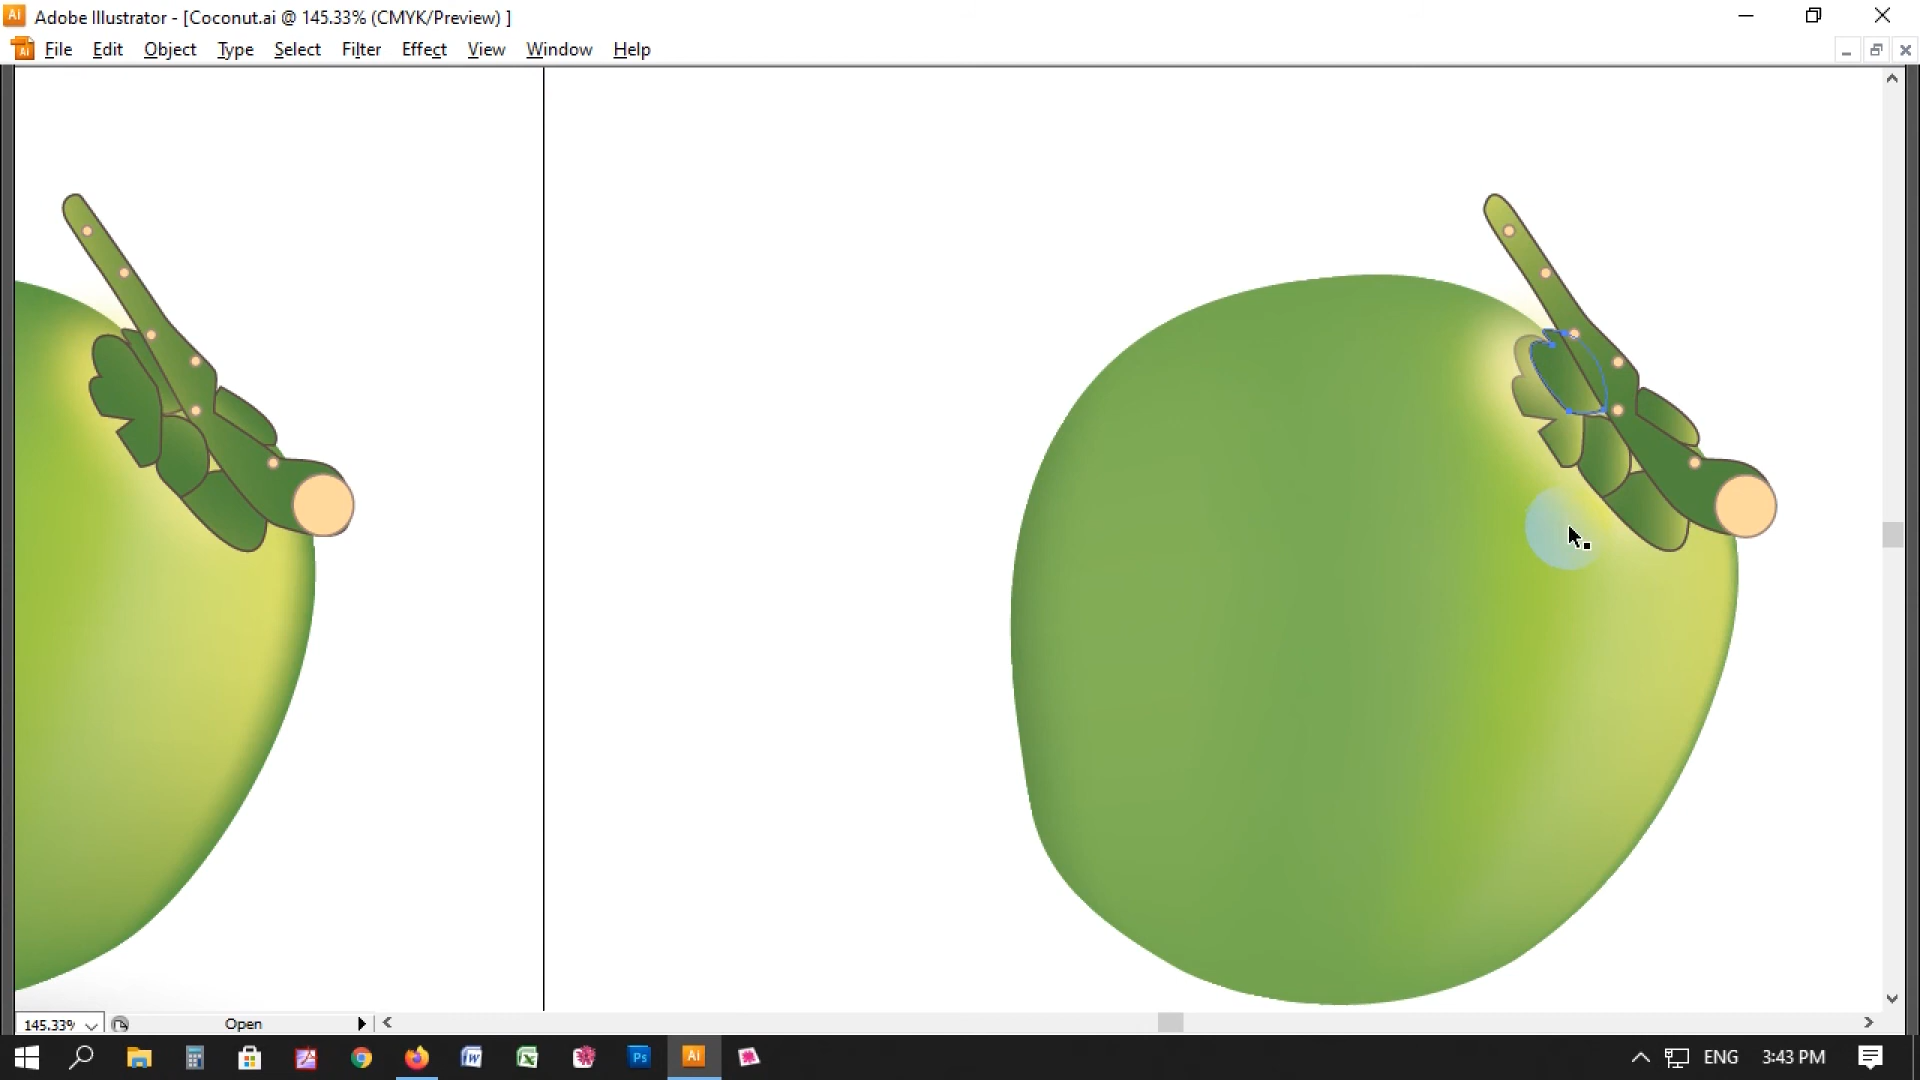 Ai Adobe Illustrator - [Coconut.ai @ 145.33% (CMYK/Preview) ]
Ai File Edit Object Type Select Filter Effect View Window Help
145.33% Open
Ps Ai ENG 3:43 PM